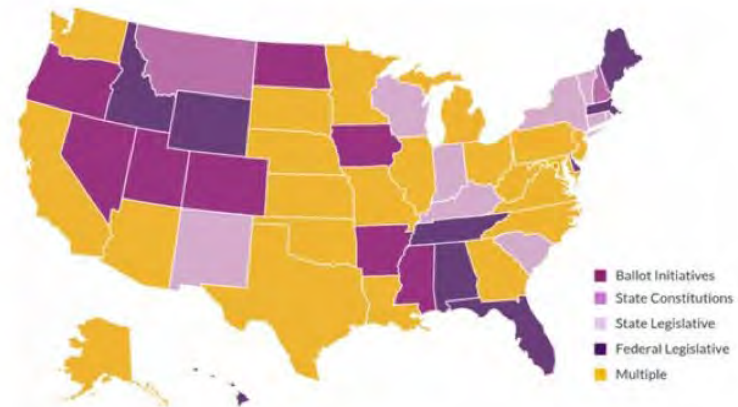 Ballot Initiatives
State Constitutions
State Legislative
Federal Legislative
Multiple